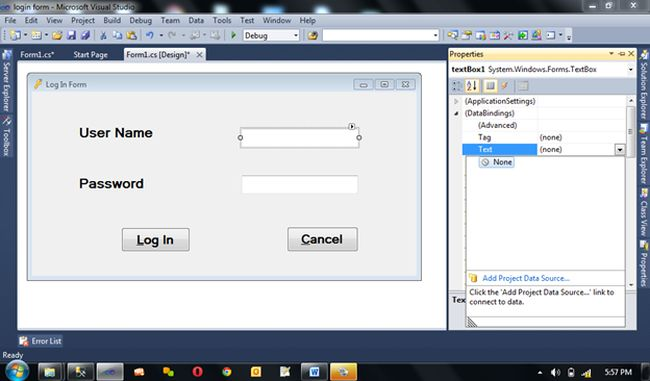 login form - Microsoft Visual Studio
File Edit View Project Build Debug Team Data Tools Test Window Help
Debug
Form1.cs* Start Page Form1.cs [Design]*
Properties
textBox1 System.Windows.Forms.TextBox
Server Explorer
Toolbox
Log In Form
User Name
Password
Log In Cancel
(ApplicationSettings)
(DataBindings)
(Advanced)
Tag (none)
Text (none)
None
Add Project Data Source...
Click the 'Add Project Data Source...' link to
connect to data.
Tex
Solution Explorer
Team Explorer
Class View
Properties
Error List
Ready
5:57 PM